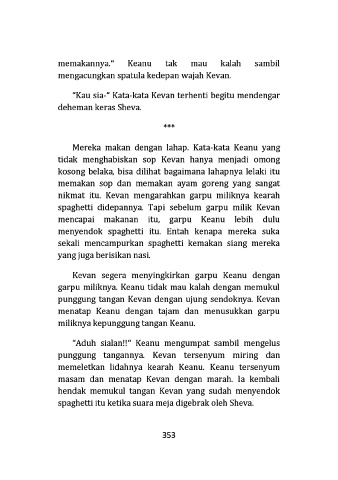 memakannya." Keanu tak mau kalah sambil
mengacungkan spatula kedepan wajah Kevan.
"Kau sia-" Kata-kata Kevan terhenti begitu mendengar
deheman keras Sheva.
***
Mereka makan dengan lahap. Kata-kata Keanu yang
tidak menghabiskan sop Kevan hanya menjadi omong
kosong belaka, bisa dilihat bagaimana lahapnya lelaki itu
memakan sop dan memakan ayam goreng yang sangat
nikmat itu. Kevan mengarahkan garpu miliknya kearah
spaghetti didepannya. Tapi sebelum garpu milik Kevan
mencapai makanan itu, garpu Keanu lebih dulu
menyendok spaghetti itu. Entah kenapa mereka suka
sekali mencampurkan spaghetti kemakan siang mereka
yang juga berisikan nasi.
Kevan segera menyingkirkan garpu Keanu dengan
garpu miliknya. Keanu tidak mau kalah dengan memukul
punggung tangan Kevan dengan ujung sendoknya. Kevan
menatap Keanu dengan tajam dan menusukkan garpu
miliknya kepunggung tangan Keanu.
"Aduh sialan!!" Keanu mengumpat sambil mengelus
punggung tangannya. Kevan tersenyum miring dan
memeletkan lidahnya kearah Keanu. Keanu tersenyum
masam dan menatap Kevan dengan marah. Ia kembali
hendak memukul tangan Kevan yang sudah menyendok
spaghetti itu ketika suara meja digebrak oleh Sheva.
353